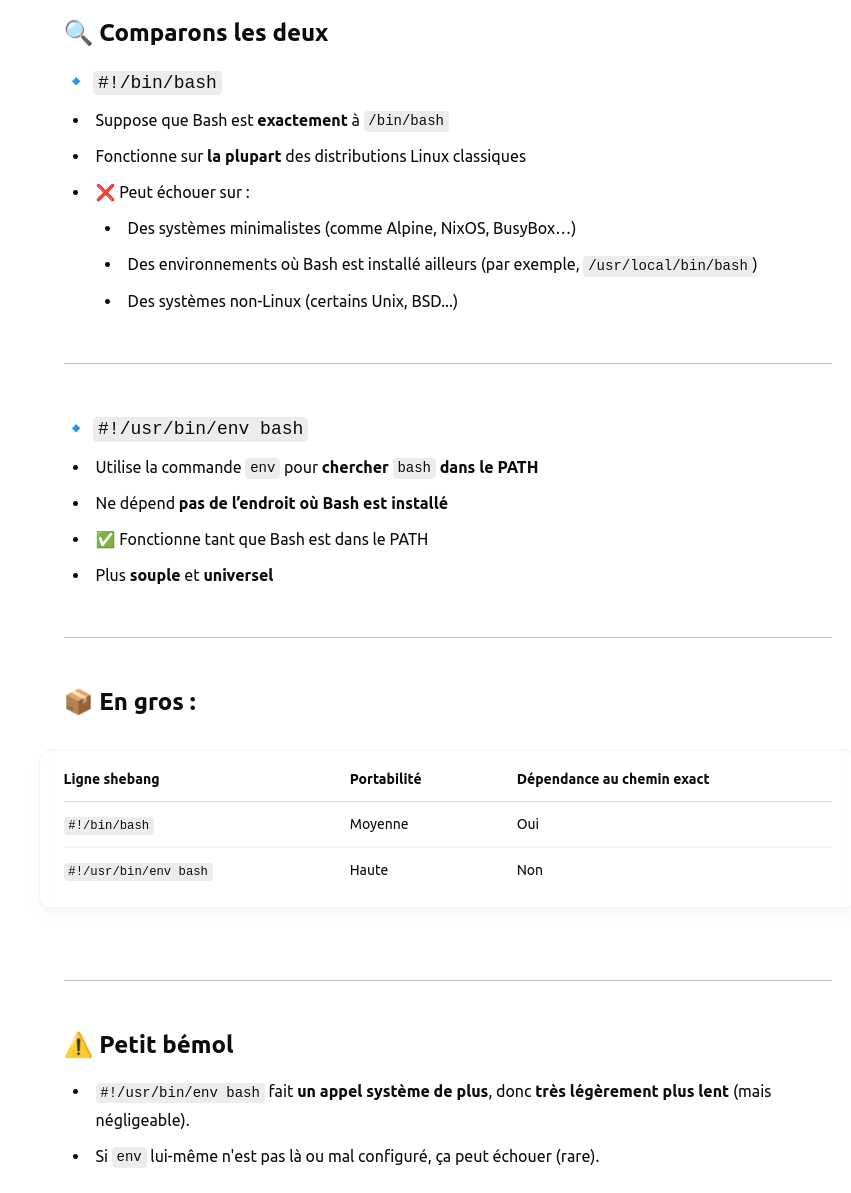 🔍 Comparons les deux
🔹 #!/bin/bash
• Suppose que Bash est exactement à /bin/bash
• Fonctionne sur la plupart des distributions Linux classiques
• ❌ Peut échouer sur :
• Des systèmes minimalistes (comme Alpine, NixOS, BusyBox…)
• Des environnements où Bash est installé ailleurs (par exemple, /usr/local/bin/bash)
• Des systèmes non-Linux (certains Unix, BSD...)
🔹 #!/usr/bin/env bash
• Utilise la commande env pour chercher bash dans le PATH
• Ne dépend pas de l’endroit où Bash est installé
• ✅ Fonctionne tant que Bash est dans le PATH
• Plus souple et universel
📦 En gros :
Ligne shebang Portabilité Dépendance au chemin exact
#!/bin/bash Moyenne Oui
#!/usr/bin/env bash Haute Non
⚠️ Petit bémol
• #!/usr/bin/env bash fait un appel système de plus, donc très légèrement plus lent (mais
négligeable).
• Si env lui-même n'est pas là ou mal configuré, ça peut échouer (rare).